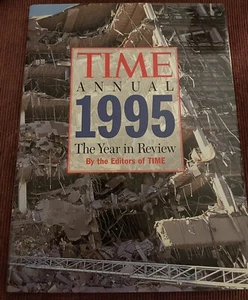 TIME
ANNUAL
1995
The Year in Review
By the Editors of TIME